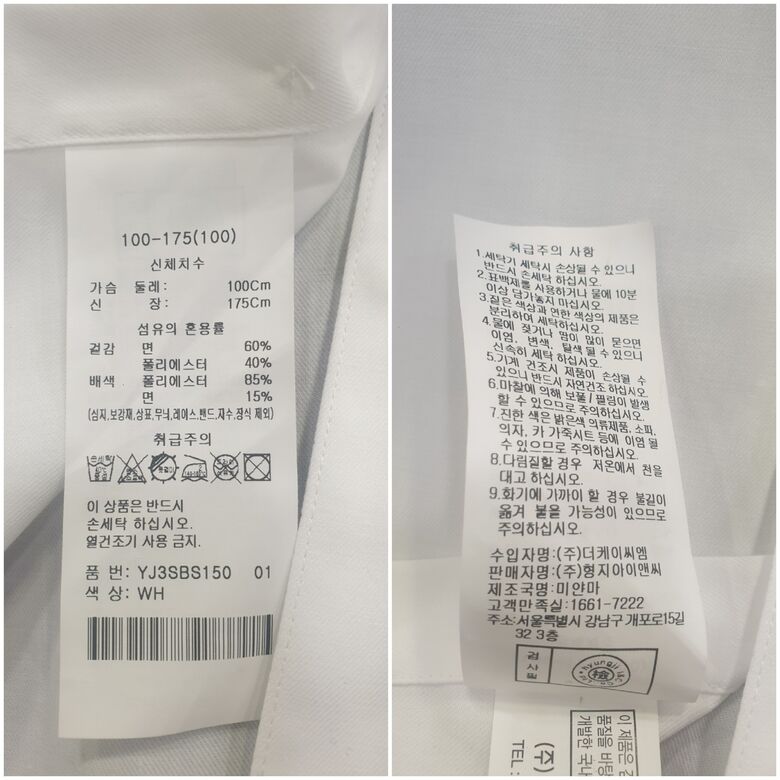 100-175(100)
신체치수
가슴 둘레: 100Cm
신 장: 175Cm
섬유의 혼용률
겉감 면 60%
폴리에스터 40%
배색 폴리에스터 85%
면 15%
(심지,보강재,상표,무늬,레이스,밴드,자수,장식 제외)
취급주의
이 상품은 반드시
손세탁 하십시오.
열건조기 사용 금지.
품 번: YJ3SBS150 01
색 상: WH
취급주의 사항
1.세탁기 세탁시 손상될 수 있으니
반드시 손세탁 하십시오.
2.표백제를 사용하거나 물에 10분
이상 담가놓지 마십시오.
3.짙은 색상과 연한 색상의 제품은
분리하여 세탁하십시오.
4.물에 젖거나 땀이 많이 묻으면
이염, 변색, 탈색 될 수 있으니
신속히 세탁 하십시오.
5.기계 건조시 제품이 손상될 수
있으니 반드시 자연건조 하십시오.
6.마찰에 의해 보풀/필링이 발생
할 수 있으므로 주의하십시오.
7.진한 색은 밝은색 의류제품, 소파,
의자, 카 가죽시트 등에 이염 될
수 있으므로 주의하십시오.
8.다림질할 경우 저온에서 천을
대고 하십시오.
9.화기에 가까이 할 경우 불길이
옮겨 붙을 가능성이 있으므로
주의하십시오.
수입자명:(주)더케이씨엠
판매자명:(주)형지아이앤씨
제조국명:미얀마
고객만족실:1661-7222
주소:서울특별시 강남구 개포로15길
32 3층
검사필
hyungji I&C Co.,Ltd.
檢
이 제품은
품질을 바탕
개발한 국내
(주)
TEL: